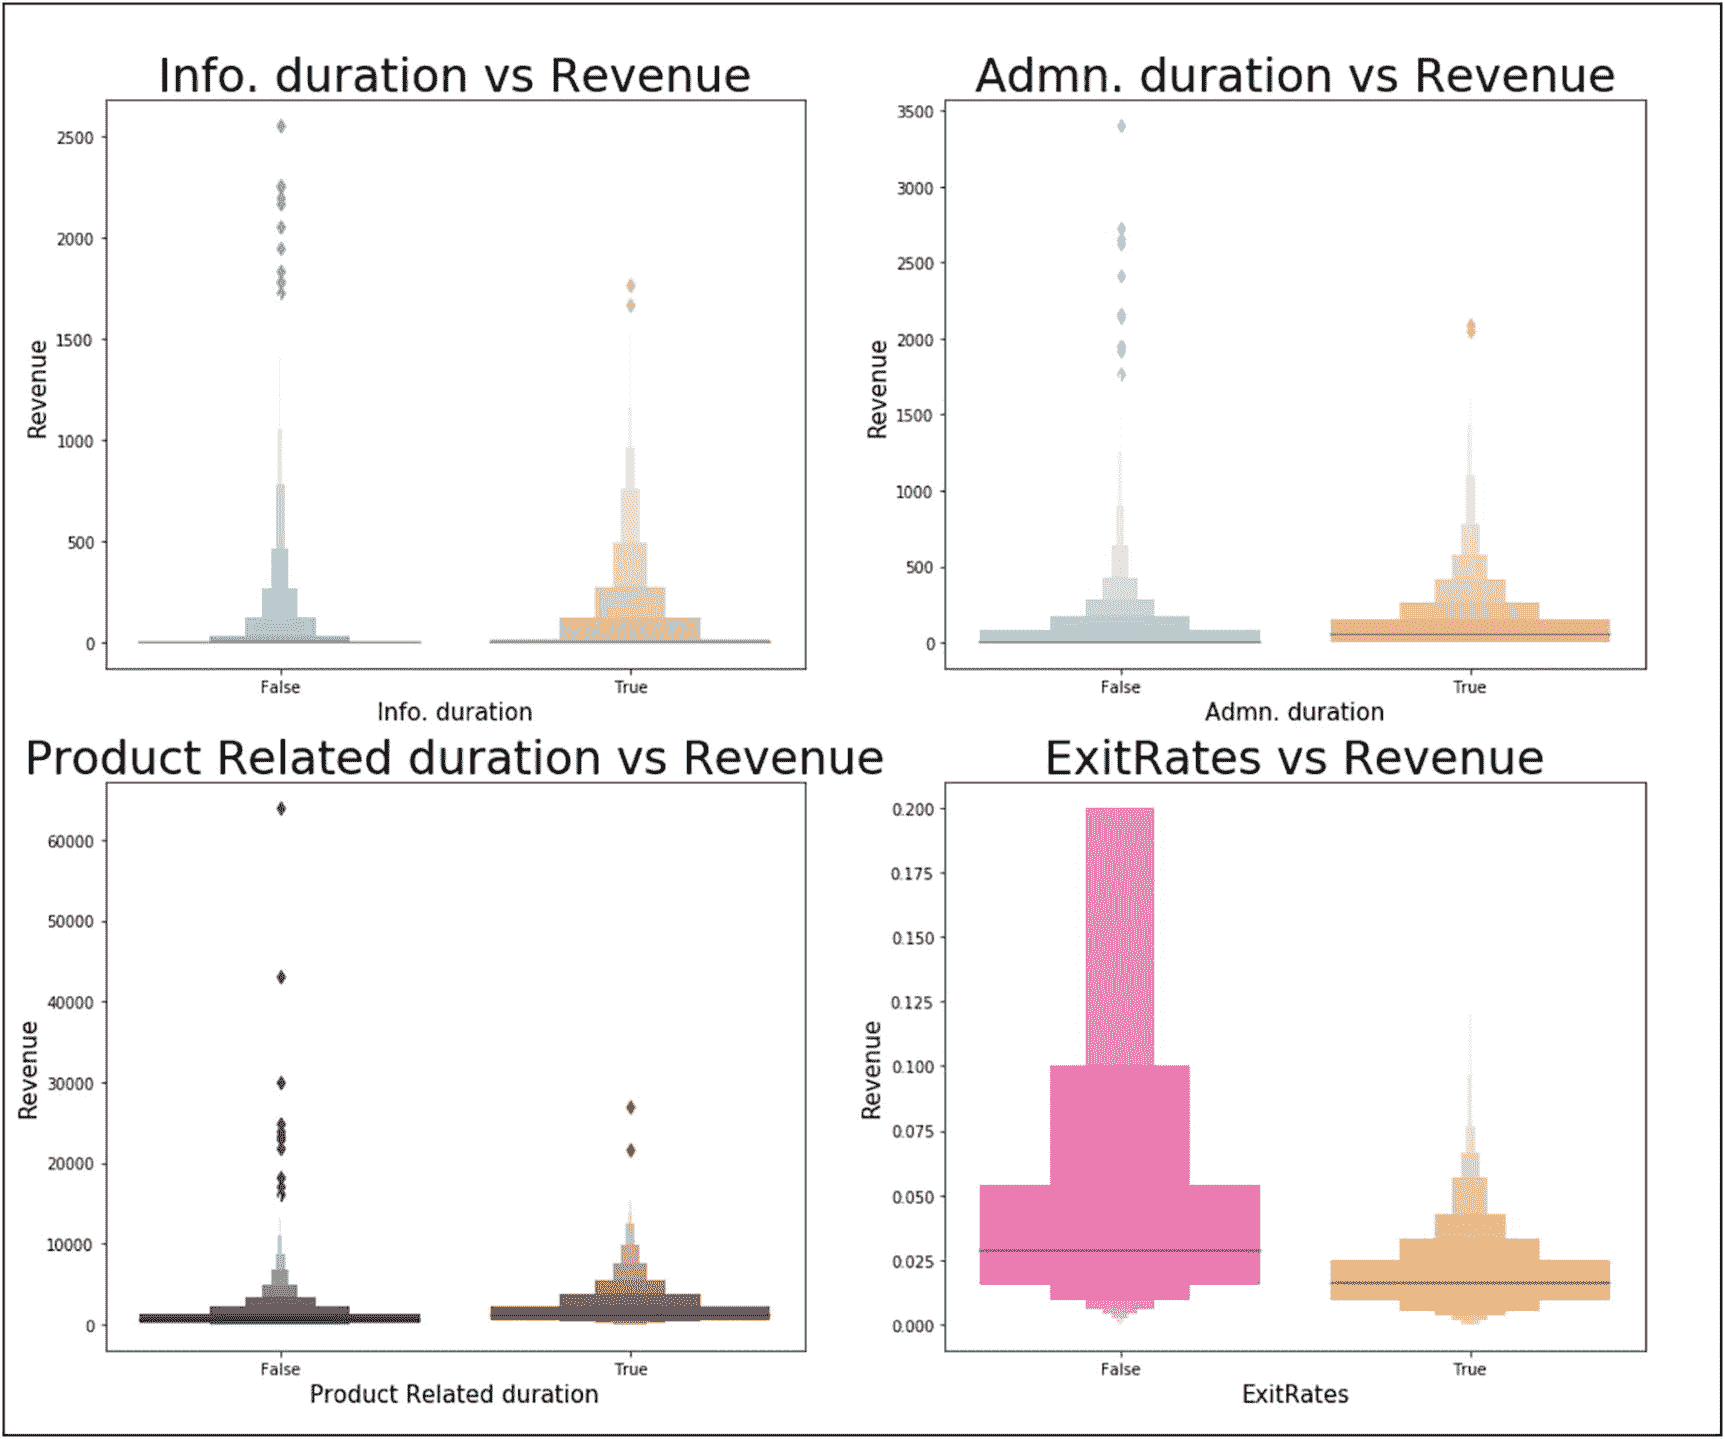 Info. duration vs Revenue
2500
2000
1500
1000
500
0
Revenue
False True
Info. duration
Admn. duration vs Revenue
3500
3000
2500
2000
1500
1000
500
0
Revenue
False True
Admn. duration
Product Related duration vs Revenue
60000
50000
40000
30000
20000
10000
0
Revenue
False True
Product Related duration
ExitRates vs Revenue
0.200
0.175
0.150
0.125
0.100
0.075
0.050
0.025
0.000
Revenue
False True
ExitRates